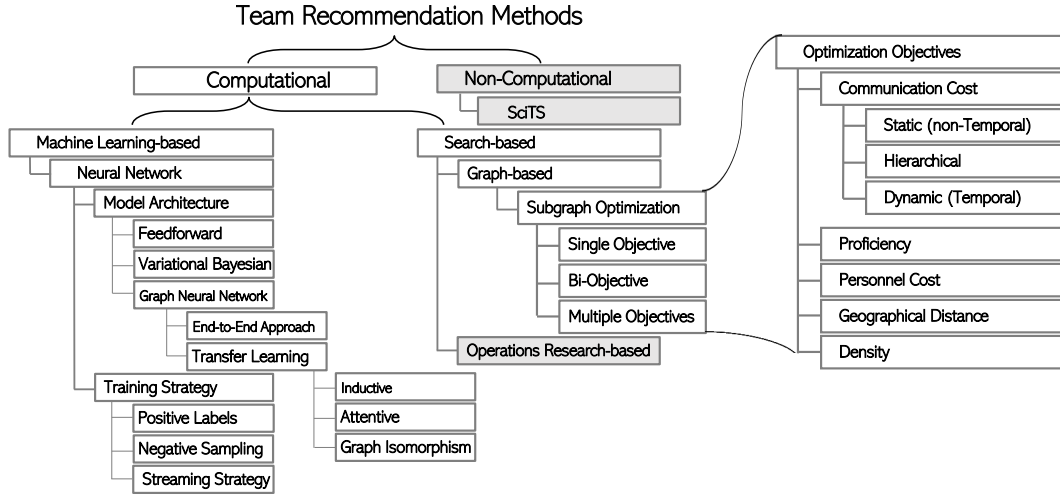 Team Recommendation Methods
Computational
Non-Computational
SciTS
Machine Learning-based
Neural Network
Model Architecture
Feedforward
Variational Bayesian
Graph Neural Network
End-to-End Approach
Transfer Learning
Inductive
Attentive
Graph Isomorphism
Training Strategy
Positive Labels
Negative Sampling
Streaming Strategy
Search-based
Graph-based
Subgraph Optimization
Single Objective
Bi-Objective
Multiple Objectives
Operations Research-based
Optimization Objectives
Communication Cost
Static (non-Temporal)
Hierarchical
Dynamic (Temporal)
Proficiency
Personnel Cost
Geographical Distance
Density